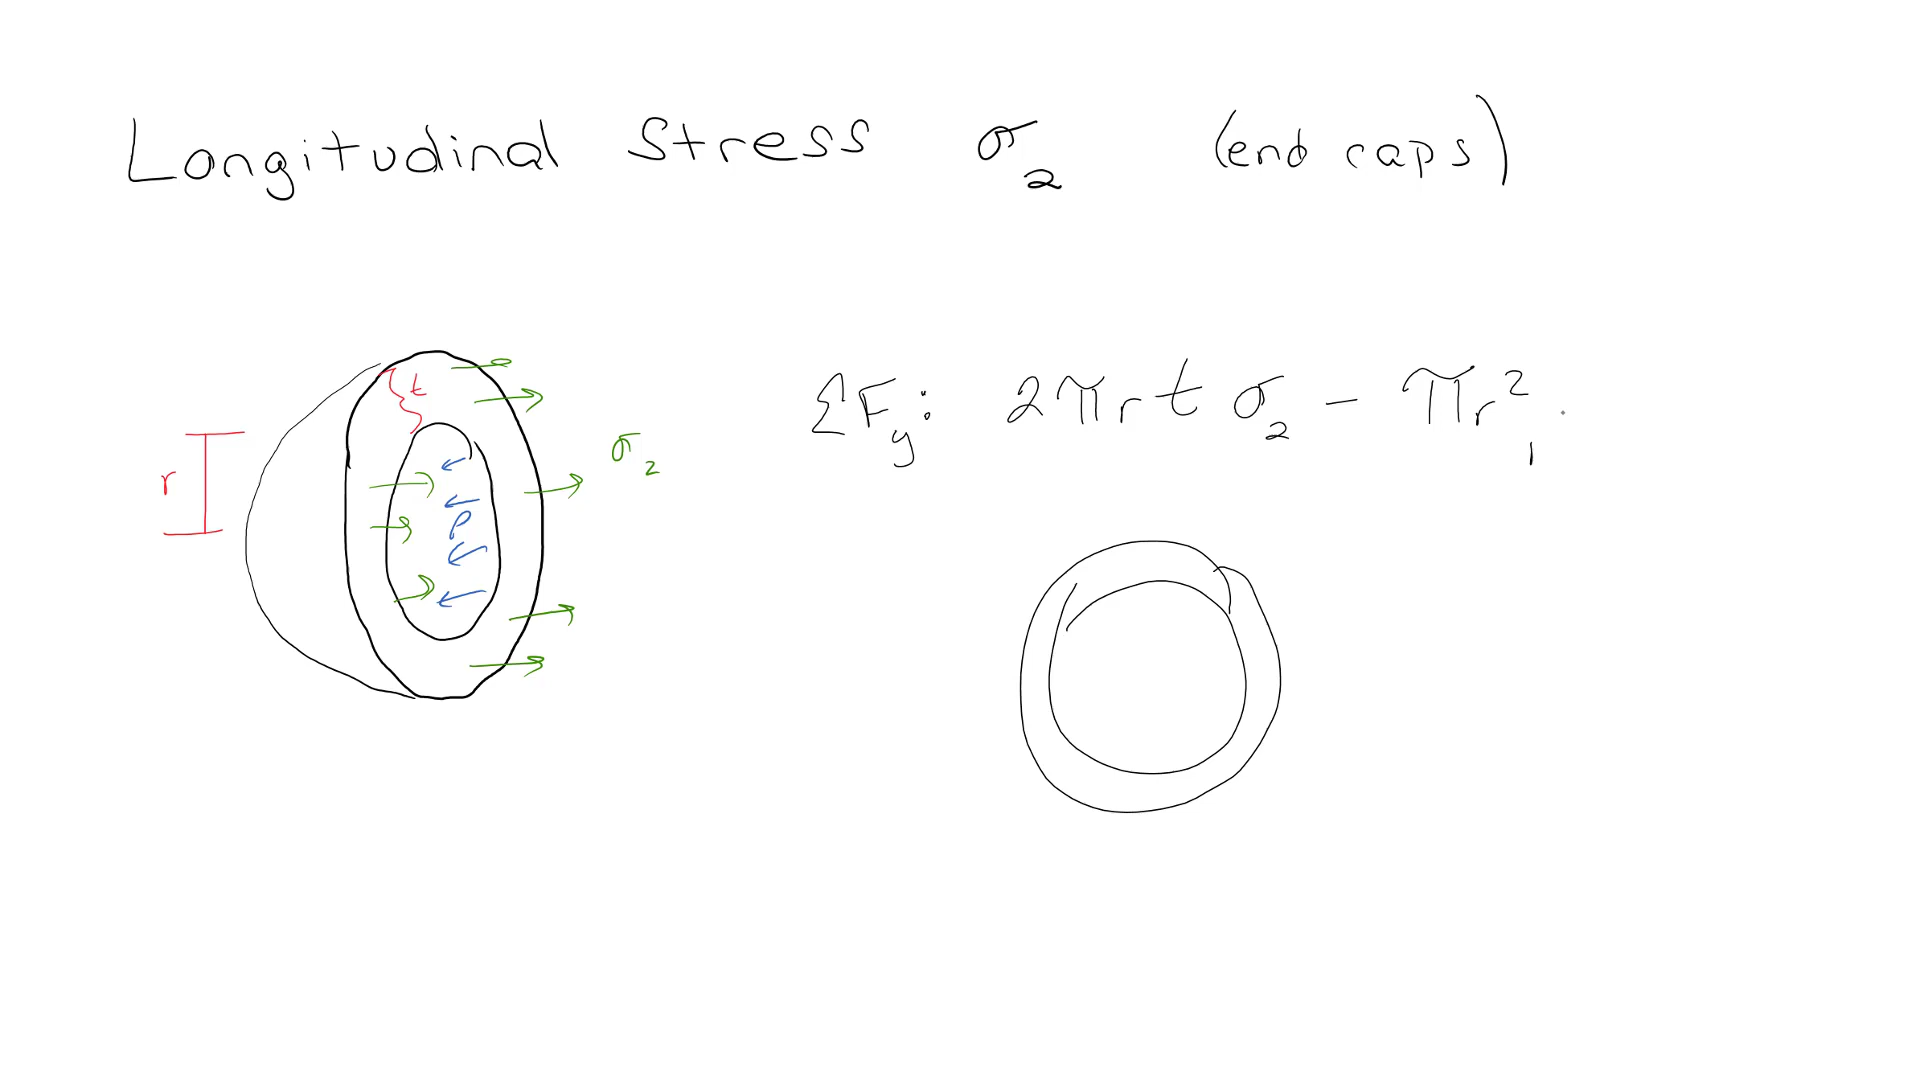 Longitudinal Stress σ₂ (end caps)
t
r
σ₂
p
ΣFy: 2πrtσ₂ - πr²